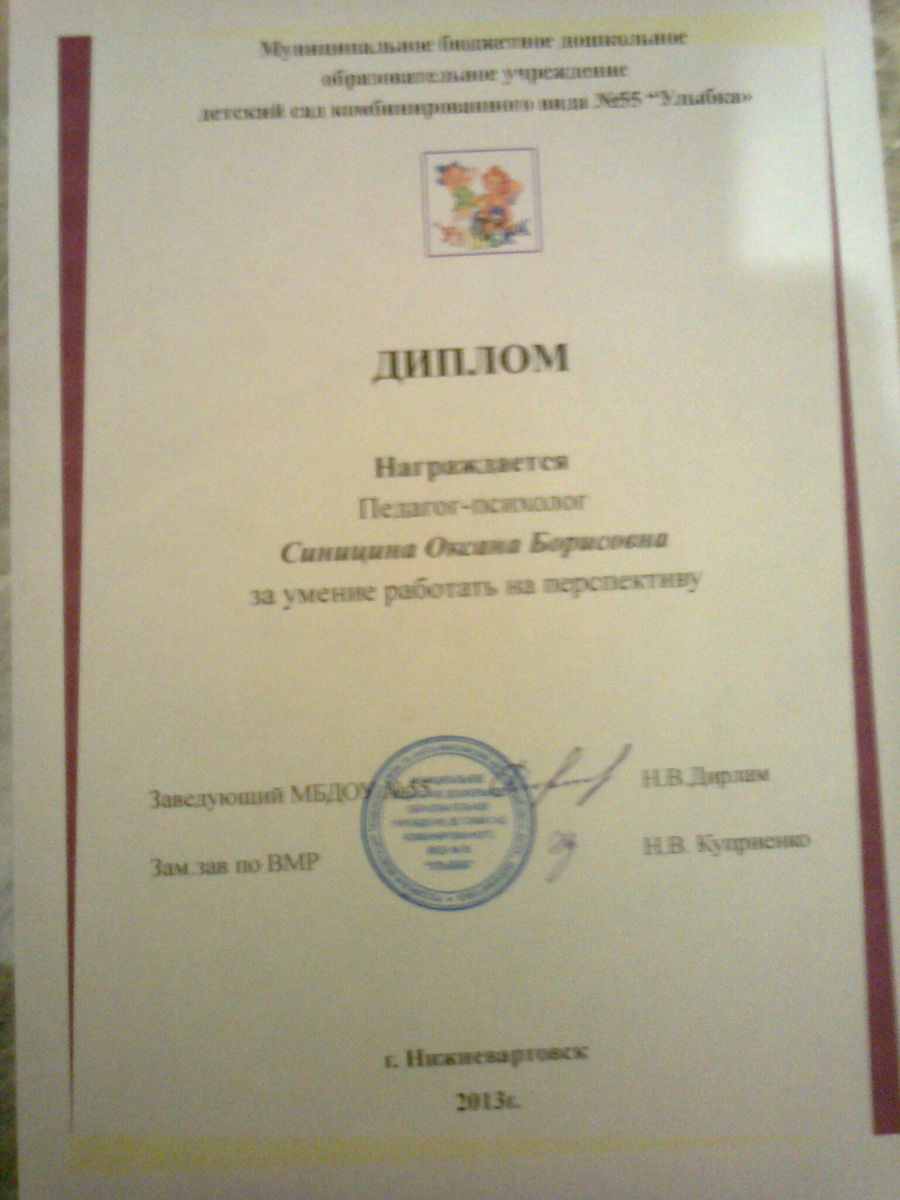 Муниципальное бюджетное дошкольное
образовательное учреждение
детский сад комбинированного вида №55 “Улыбка»
ДИПЛОМ
Награждается
Педагог-психолог
Синицина Оксана Борисовна
за умение работать на перспективу
Заведующий МБДОУ №55 Н.В.Дирлам
Зам.зав по ВМР Н.В. Куприенко
г. Нижневартовск
2013г.